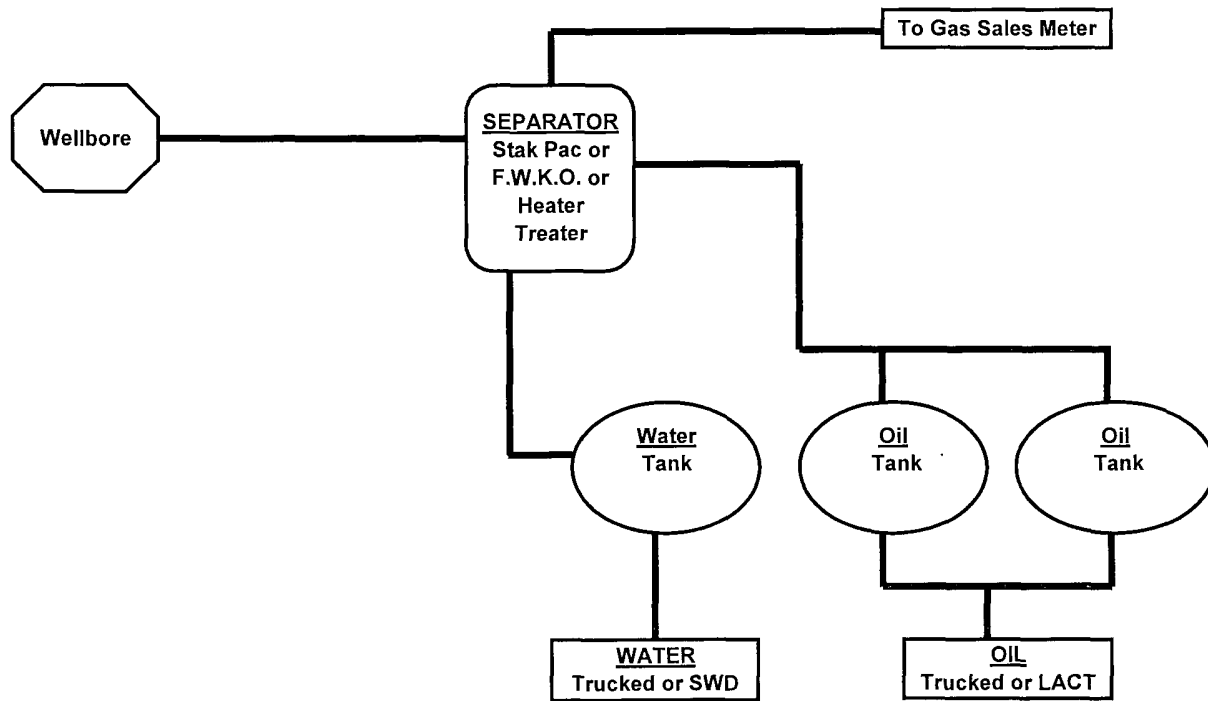 To Gas Sales Meter
Wellbore
SEPARATOR
Stak Pac or
F.W.K.O. or
Heater
Treater
Water
Tank
Oil
Tank
Oil
Tank
WATER
Trucked or SWD
OIL
Trucked or LACT